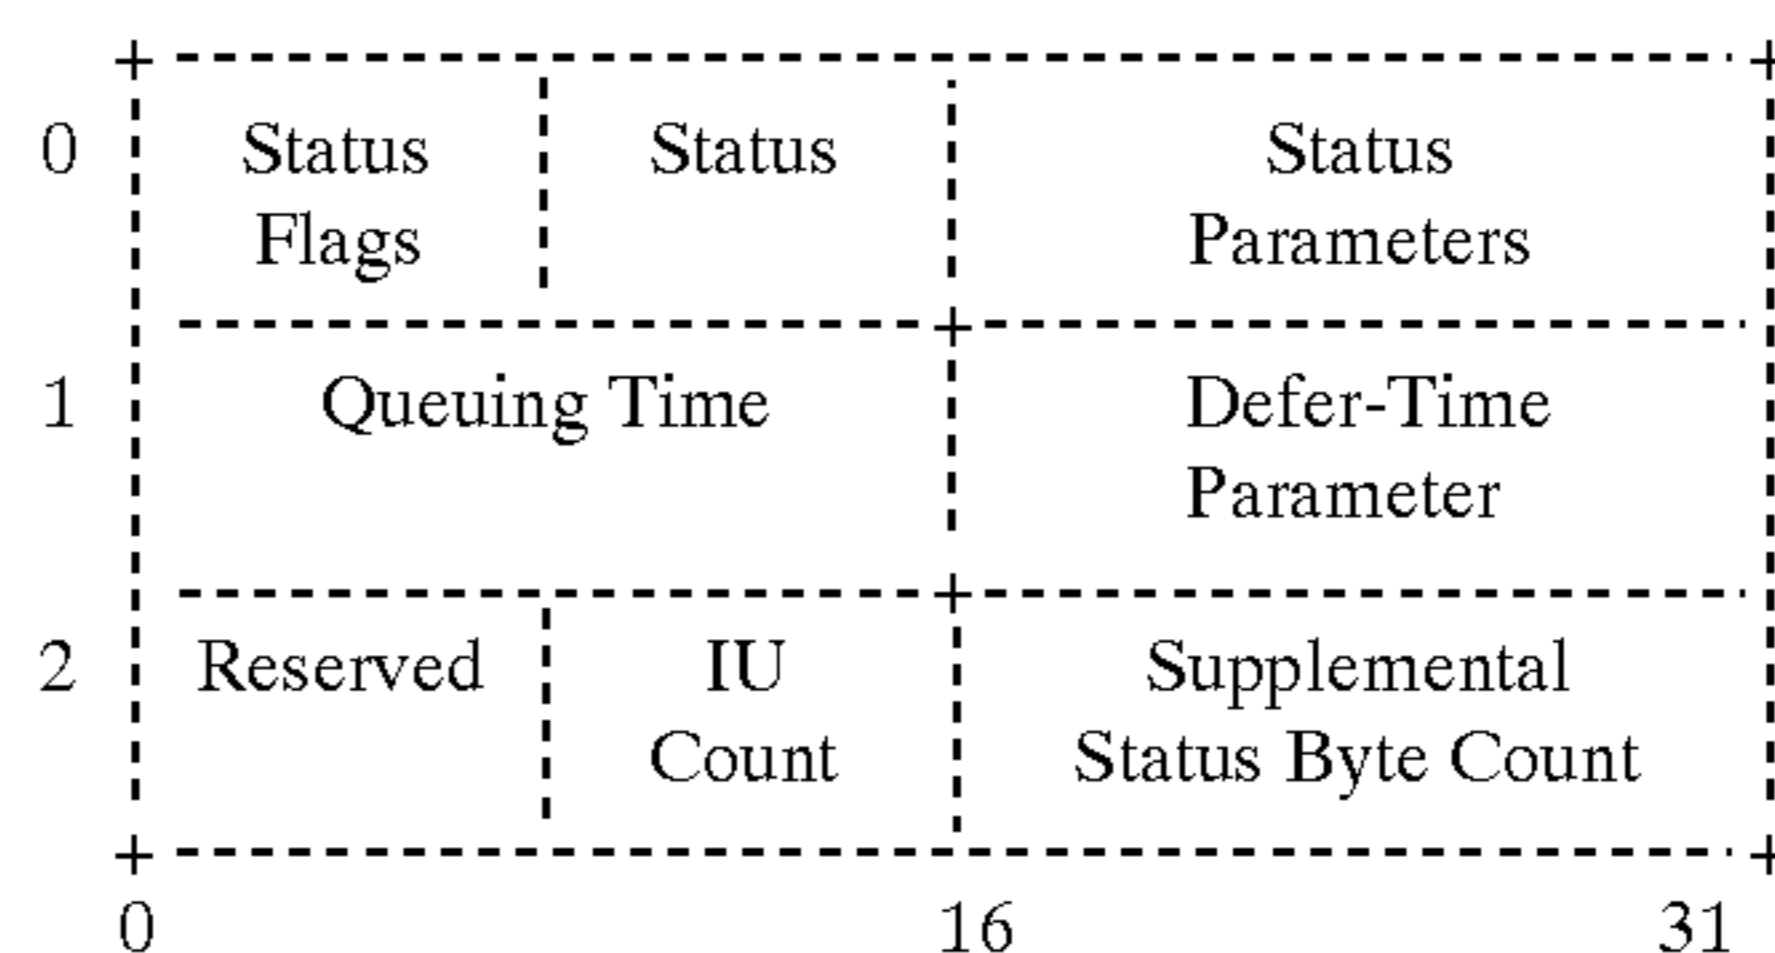 0 Status Status Status
Flags Parameters
1 Queuing Time Defer-Time
Parameter
2 Reserved IU Supplemental
Count Status Byte Count
0 16 31